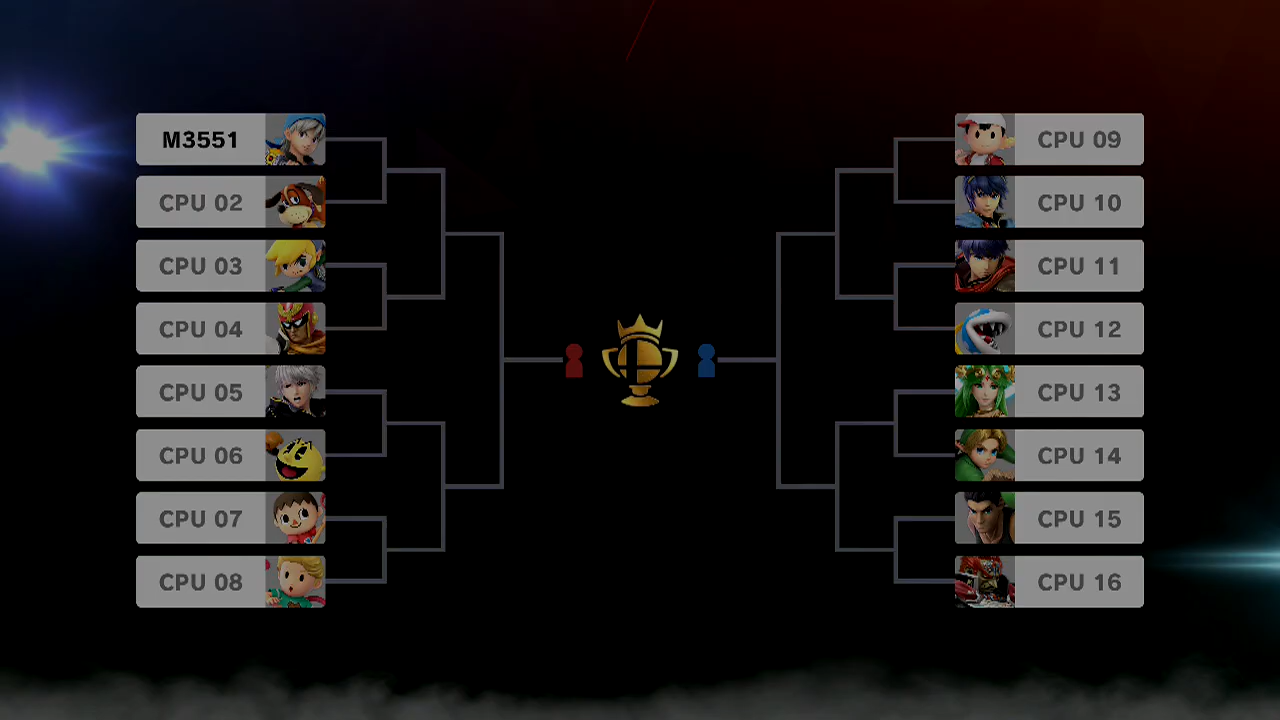 M3551
CPU 02
CPU 03
CPU 04
CPU 05
CPU 06
CPU 07
CPU 08
CPU 09
CPU 10
CPU 11
CPU 12
CPU 13
CPU 14
CPU 15
CPU 16